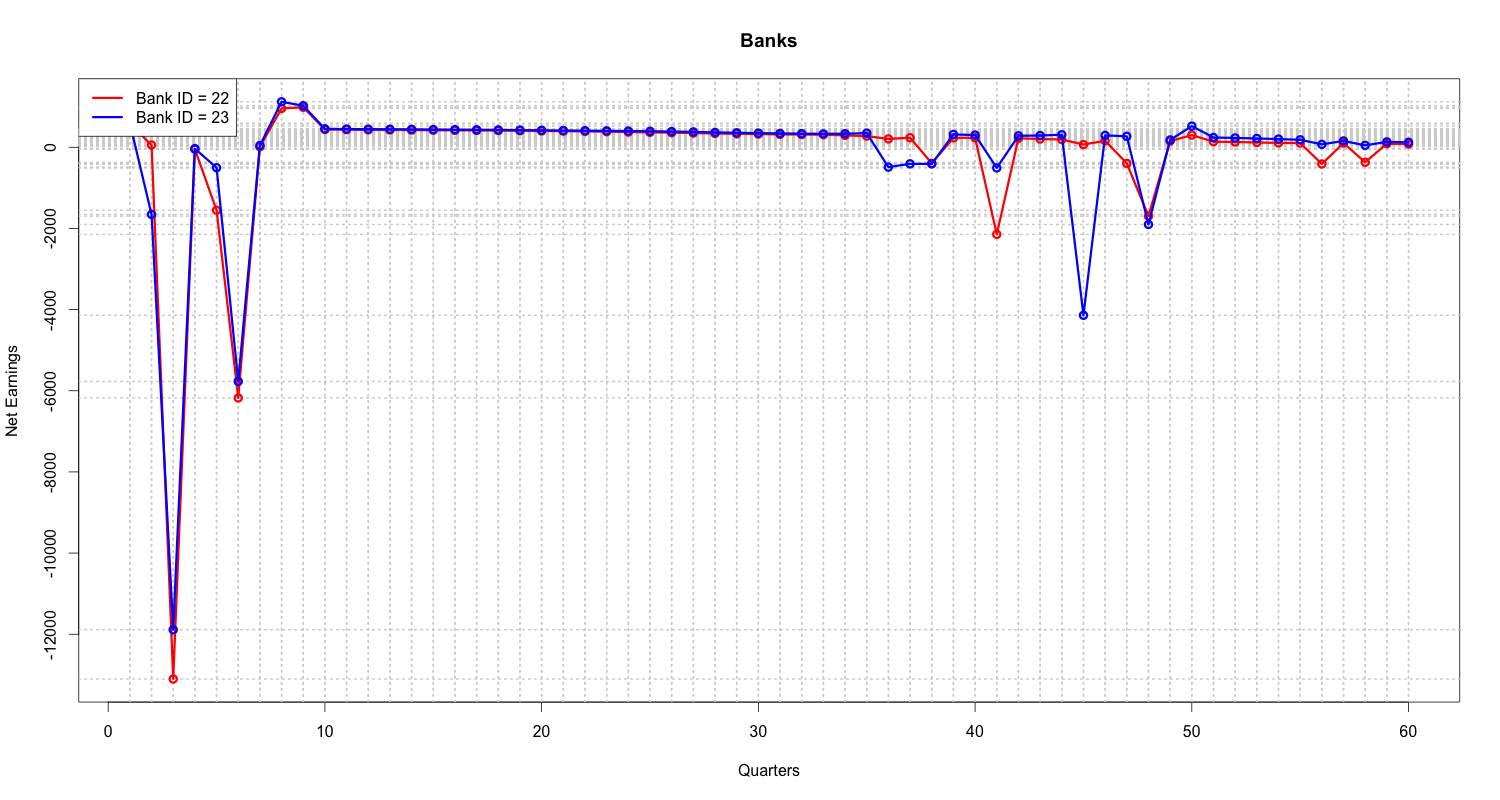 Banks
Bank ID = 22
Bank ID = 23
Net Earnings
0
-2000
-4000
-6000
-8000
-10000
-12000
0 10 20 30 40 50 60
Quarters